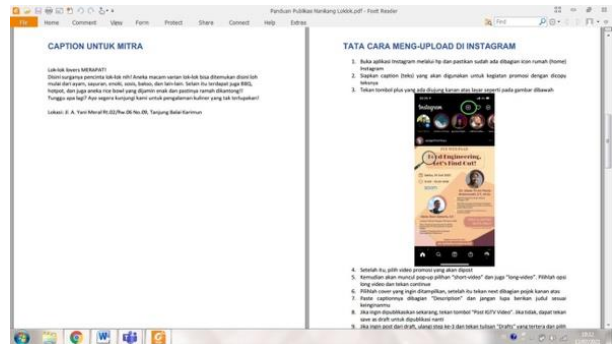 Panduan Publikasi Nankang Loklok.pdf - Foxit Reader
File Home Comment View Form Protect Share Connect Help Extras
Find
CAPTION UNTUK MITRA
Lok-lok lovers MERAPAT!
Disini surganya pencinta lok-lok nih! Aneka macam varian lok-lok bisa ditemukan disini loh
mulai dari ayam, sayuran, enoki, sosis, bakso, dan lain-lain. Selain itu terdapat juga BBQ,
hotpot, dan juga aneka rice bowl yang dijamin enak dan pastinya ramah dikantong!!
Tunggu apa lagi? Ayo segera kunjungi kami untuk pengalaman kuliner yang tak terlupakan!
Lokasi: Jl. A. Yani Meral Rt.02/Rw.06 No.09, Tanjung Balai Karimun
TATA CARA MENG-UPLOAD DI INSTAGRAM
1. Buka aplikasi Instagram melalui hp dan pastikan sudah ada dibagian icon rumah (home)
Instagram
2. Siapkan caption (teks) yang akan digunakan untuk kegiatan promosi dengan dicopy
teksnya
3. Tekan tombol plus yang ada diujung kanan atas layar seperti pada gambar dibawah
Instagram
Food Engineering,
Let's Find Out!
zoom
4. Setelah itu, pilih video promosi yang akan dipost
5. Kemudian akan muncul pop-up pilihan "short-video" dan juga "long-video". Pilihlah opsi
long video dan tekan continue
6. Pilihlah cover yang ingin ditampilkan, setelah itu tekan next dibagian pojok kanan atas
7. Paste captionnya dibagian "Description" dan jangan lupa berikan judul sesuai
keinginanmu
8. Jika ingin dipublikasikan sekarang, tekan tombol "Post IGTV Video". Jika tidak, dapat tekan
save as draft untuk dipublikasi nanti
9. Jika ingin post dari draft, ulangi step ke-3 dan tekan tulisan "Drafts" yang tertera dan pilih